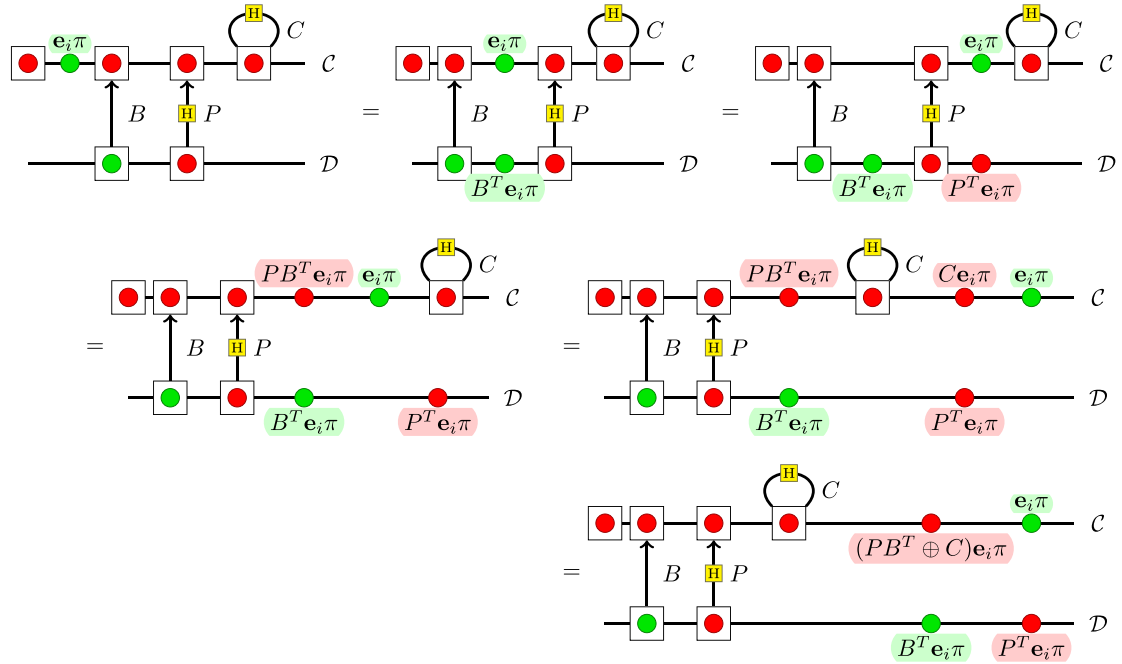 H
e_iπ H C H C
e_iπ e_iπ C
𝒞 𝒞 𝒞
B H P = B H P = B H P
𝒟 𝒟 𝒟
B^T e_iπ B^T e_iπ P^T e_iπ
H H
PB^T e_iπ e_iπ C PB^T e_iπ C Ce_iπ e_iπ
𝒞 𝒞
= B H P = B H P
𝒟 𝒟
B^T e_iπ P^T e_iπ B^T e_iπ P^T e_iπ
H
C e_iπ
𝒞
(PB^T ⊕ C)e_iπ
= B H P
𝒟
B^T e_iπ P^T e_iπ